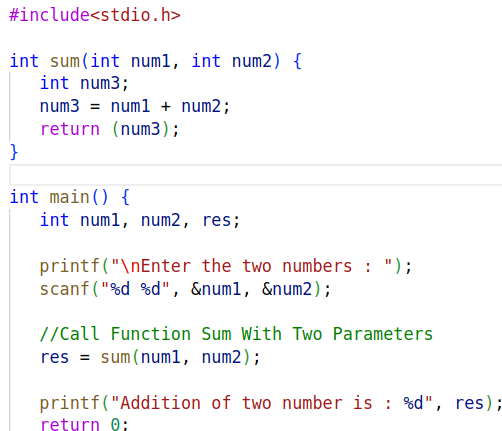 #include<stdio.h>
int sum(int num1, int num2) {
int num3;
num3 = num1 + num2;
return (num3);
}
int main() {
int num1, num2, res;
printf("\nEnter the two numbers : ");
scanf("%d %d", &num1, &num2);
//Call Function Sum With Two Parameters
res = sum(num1, num2);
printf("Addition of two number is : %d", res);
return 0;